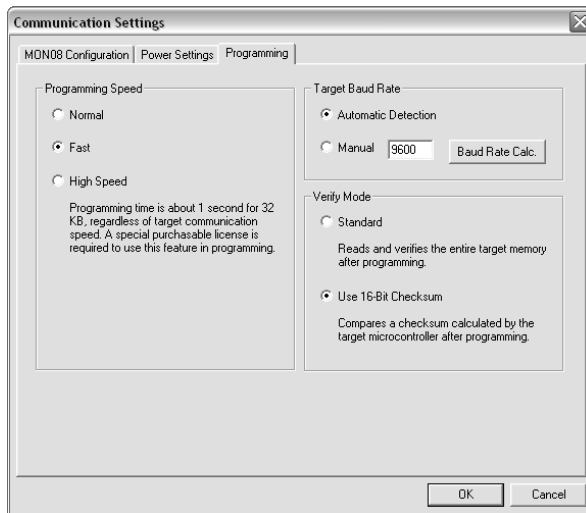 Communication Settings
MON08 Configuration
Power Settings
Programming
Programming Speed
Normal
Fast
High Speed
Programming time is about 1 second for 32
KB, regardless of target communication
speed. A special purchasable license is
required to use this feature in programming.
Target Baud Rate
Automatic Detection
Manual
9600
Baud Rate Calc.
Verify Mode
Standard
Reads and verifies the entire target memory
after programming.
Use 16-Bit Checksum
Compares a checksum calculated by the
target microcontroller after programming.
OK
Cancel